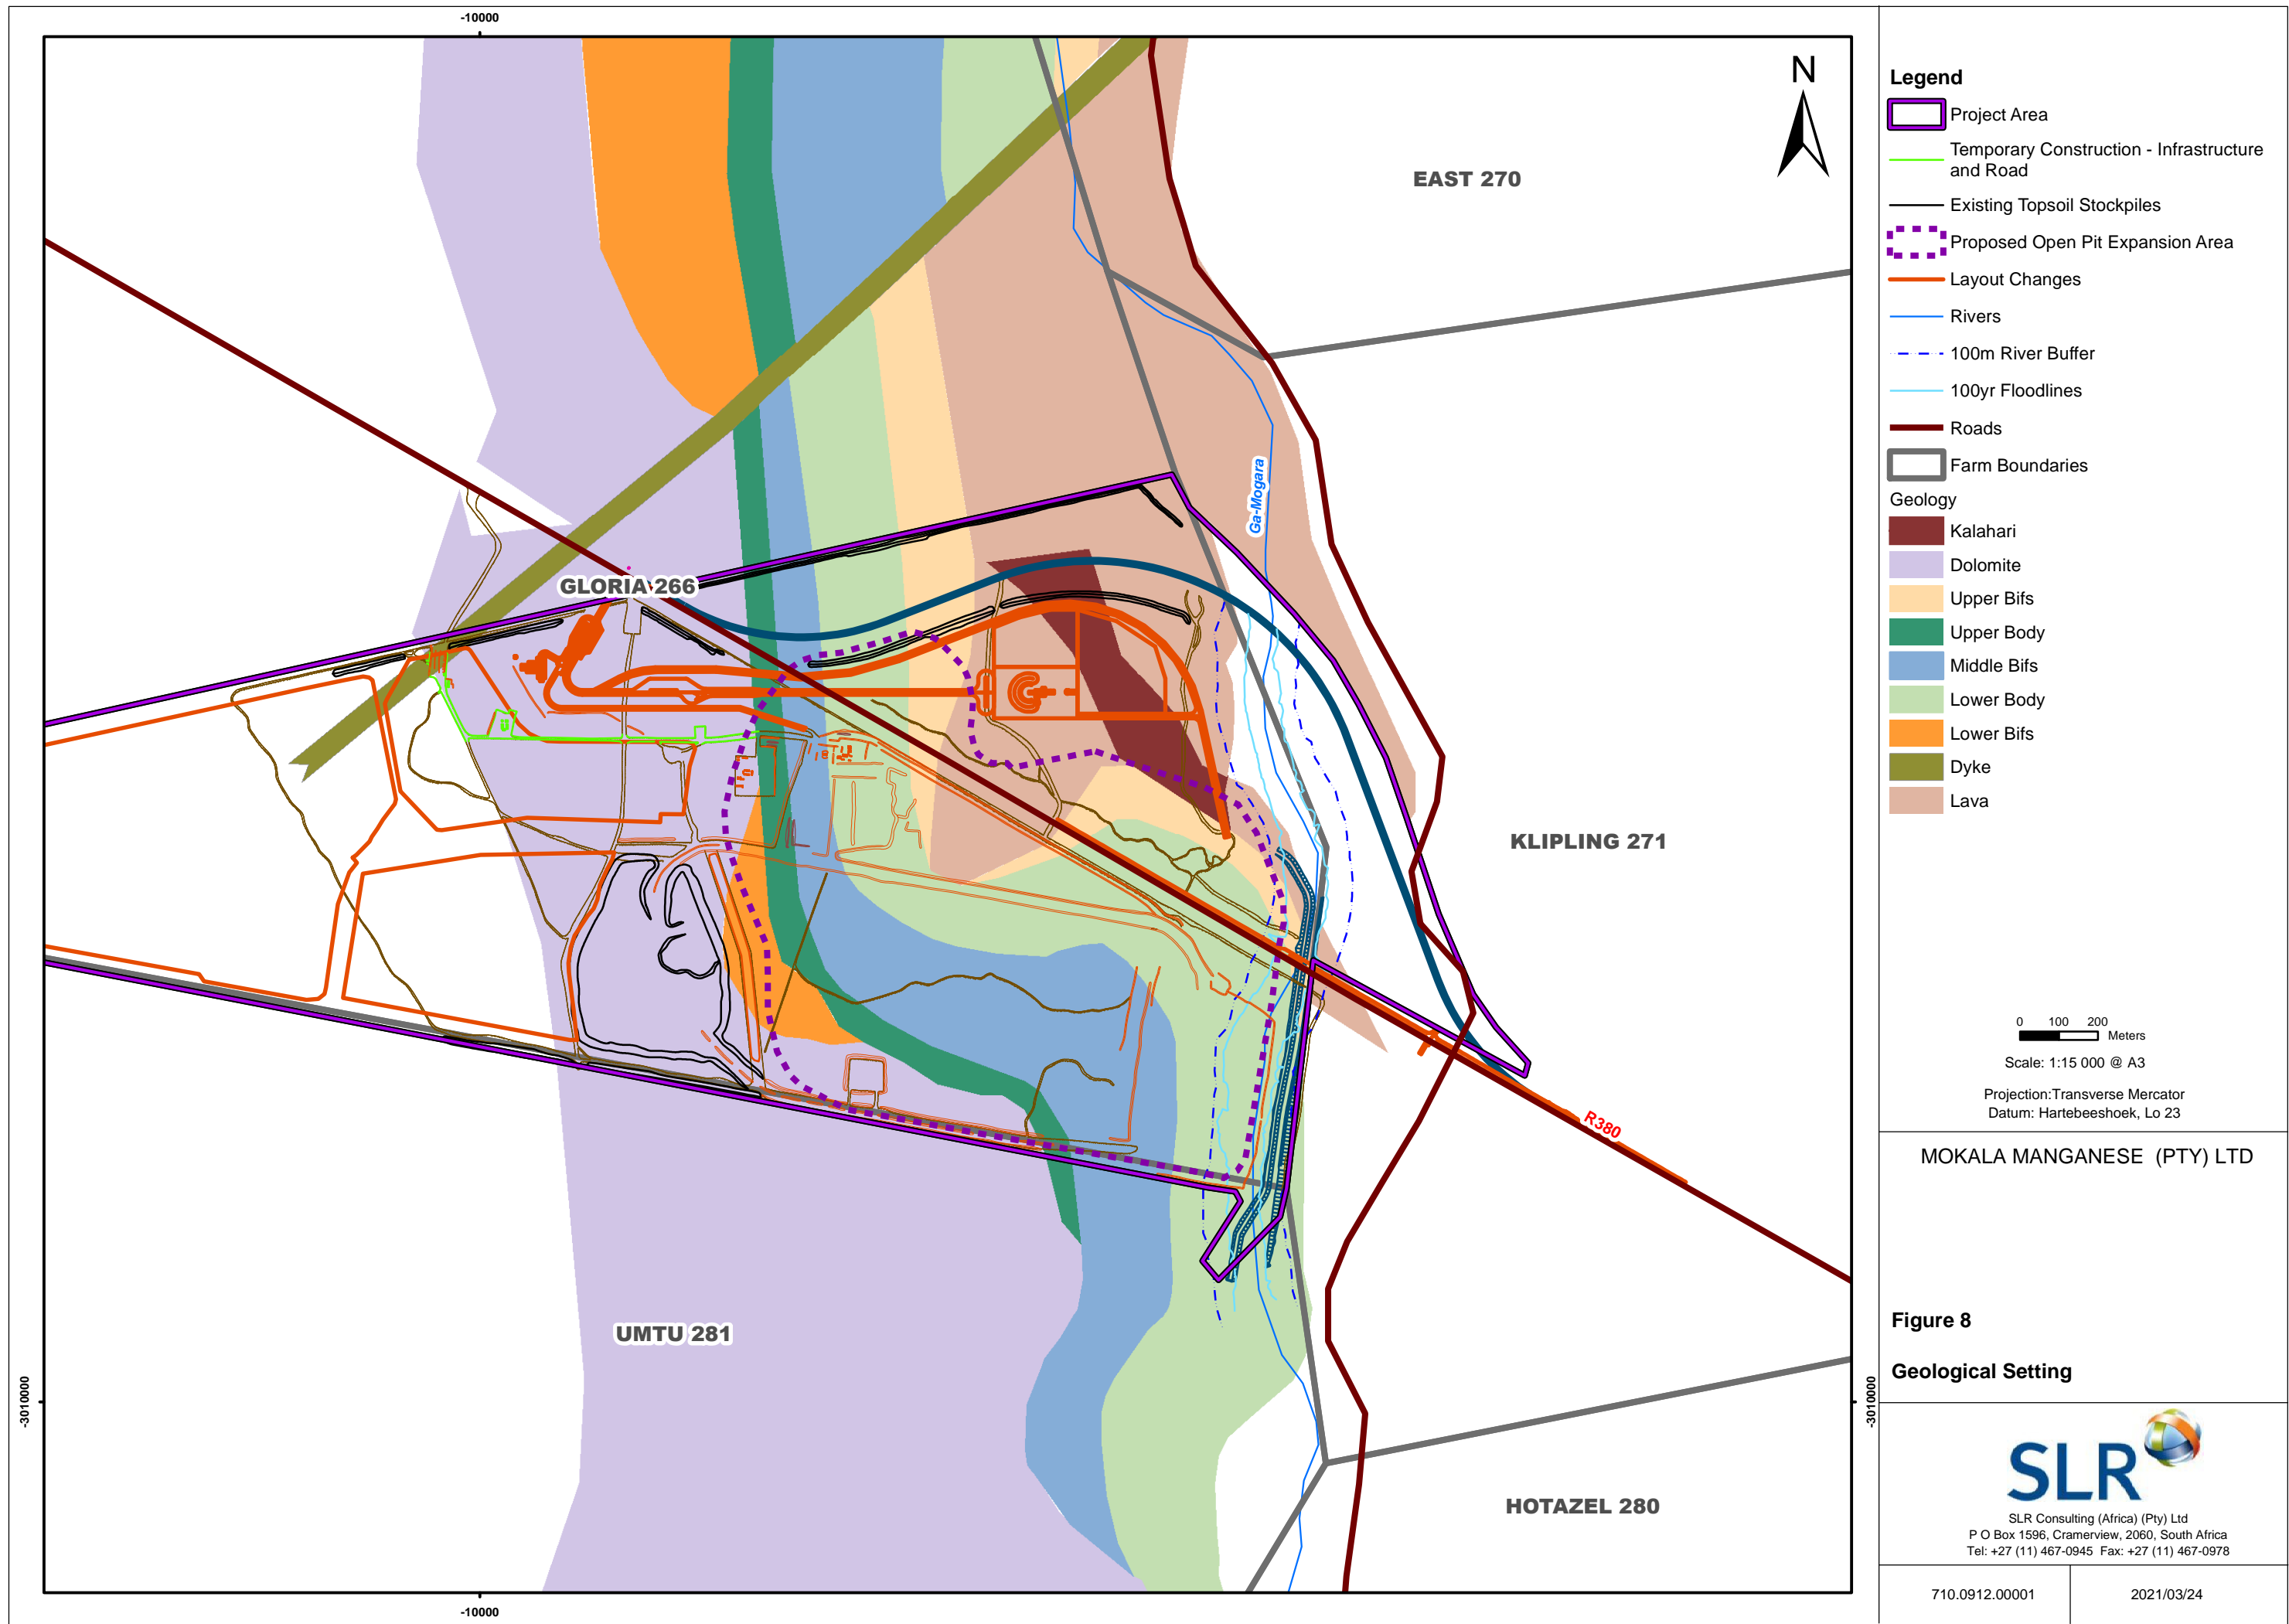 -10000
N
EAST 270
Ga-Mogara
GLORIA 266
KLIPLING 271
R380
UMTU 281
HOTAZEL 280
-3010000
-3010000
-10000
Legend
Project Area
Temporary Construction - Infrastructure
and Road
Existing Topsoil Stockpiles
Proposed Open Pit Expansion Area
Layout Changes
Rivers
100m River Buffer
100yr Floodlines
Roads
Farm Boundaries
Geology
Kalahari
Dolomite
Upper Bifs
Upper Body
Middle Bifs
Lower Body
Lower Bifs
Dyke
Lava
0 100 200
Meters
Scale: 1:15 000 @ A3
Projection:Transverse Mercator
Datum: Hartebeeshoek, Lo 23
MOKALA MANGANESE (PTY) LTD
Figure 8
Geological Setting
SLR
SLR Consulting (Africa) (Pty) Ltd
P O Box 1596, Cramerview, 2060, South Africa
Tel: +27 (11) 467-0945 Fax: +27 (11) 467-0978
710.0912.00001
2021/03/24